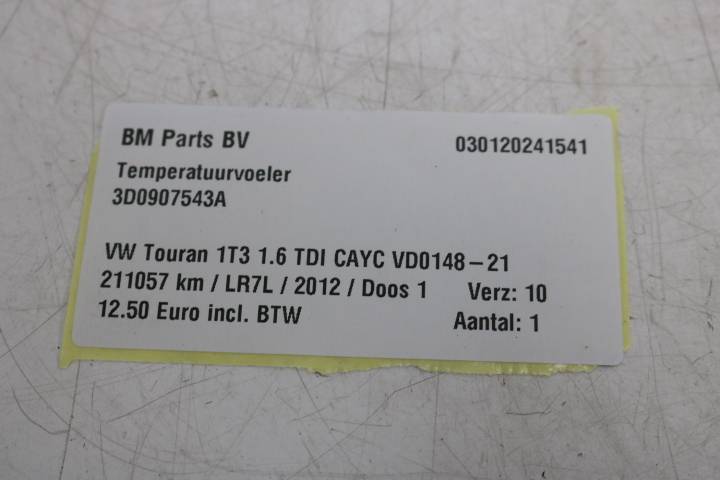 BM Parts BV 030120241541
Temperatuurvoeler
3D0907543A
VW Touran 1T3 1.6 TDI CAYC VD0148-21
211057 km / LR7L / 2012 / Doos 1 Verz: 10
12.50 Euro incl. BTW Aantal: 1